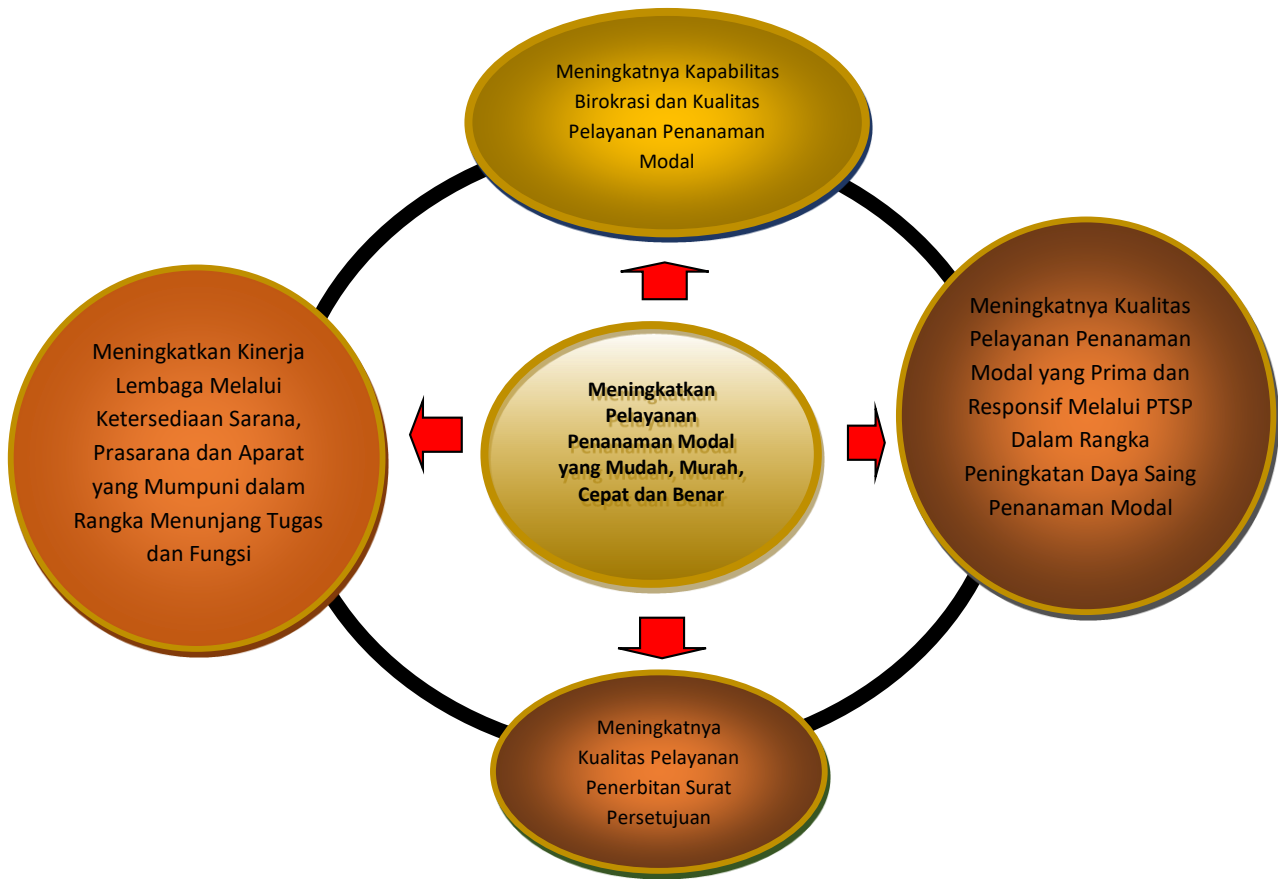 Meningkatnya Kapabilitas
Birokrasi dan Kualitas
Pelayanan Penanaman
Modal
Meningkatkan Kinerja
Lembaga Melalui
Ketersediaan Sarana,
Prasarana dan Aparat
yang Mumpuni dalam
Rangka Menunjang Tugas
dan Fungsi
Meningkatkan
Pelayanan
Penanaman Modal
yang Mudah, Murah,
Cepat dan Benar
Meningkatnya Kualitas
Pelayanan Penanaman
Modal yang Prima dan
Responsif Melalui PTSP
Dalam Rangka
Peningkatan Daya Saing
Penanaman Modal
Meningkatnya
Kualitas Pelayanan
Penerbitan Surat
Persetujuan